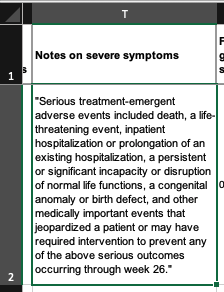 T
F
Notes on severe symptoms
g
1
s
s
"Serious treatment-emergent
adverse events included death, a life-
threatening event, inpatient
hospitalization or prolongation of an
existing hospitalization, a persistent
or significant incapacity or disruption
of normal life functions, a congenital
anomaly or birth defect, and other
medically important events that
jeopardized a patient or may have
required intervention to prevent any
of the above serious outcomes
occurring through week 26."
0
2